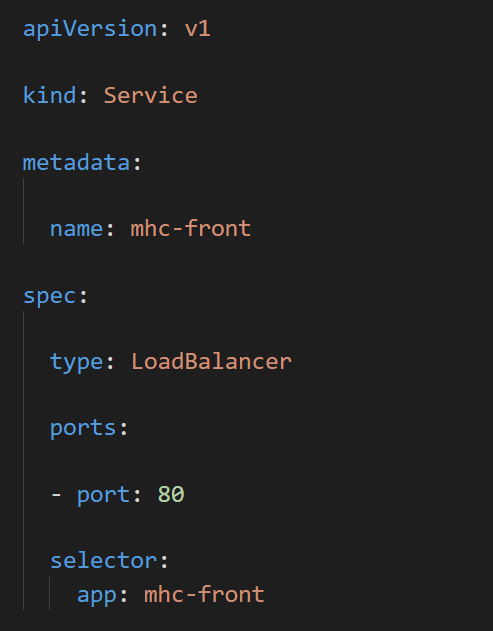 apiVersion: v1
kind: Service
metadata:
  name: mhc-front
spec:
  type: LoadBalancer
  ports:
  - port: 80
  selector:
    app: mhc-front